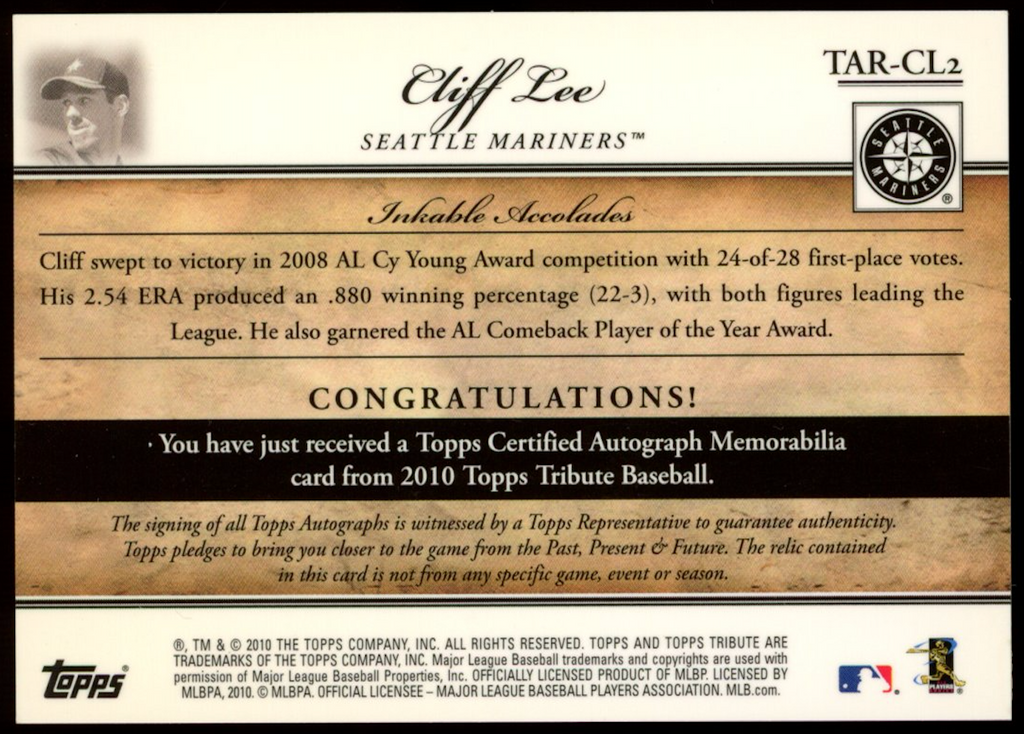 Cliff Lee
SEATTLE MARINERS™
TAR-CL2
SEATTLE MARINERS ®
Inkable Accolades
Cliff swept to victory in 2008 AL Cy Young Award competition with 24-of-28 first-place votes.
His 2.54 ERA produced an .880 winning percentage (22-3), with both figures leading the
League. He also garnered the AL Comeback Player of the Year Award.
CONGRATULATIONS!
· You have just received a Topps Certified Autograph Memorabilia
card from 2010 Topps Tribute Baseball.
The signing of all Topps Autographs is witnessed by a Topps Representative to guarantee authenticity.
Topps pledges to bring you closer to the game from the Past, Present & Future. The relic contained
in this card is not from any specific game, event or season.
®, TM & © 2010 THE TOPPS COMPANY, INC. ALL RIGHTS RESERVED. TOPPS AND TOPPS TRIBUTE ARE
TRADEMARKS OF THE TOPPS COMPANY, INC. Major League Baseball trademarks and copyrights are used with
permission of Major League Baseball Properties, Inc. OFFICIALLY LICENSED PRODUCT OF MLBP. LICENSED BY
MLBPA, 2010. © MLBPA. OFFICIAL LICENSEE – MAJOR LEAGUE BASEBALL PLAYERS ASSOCIATION. MLB.com.
topps®
®
PLAYERS